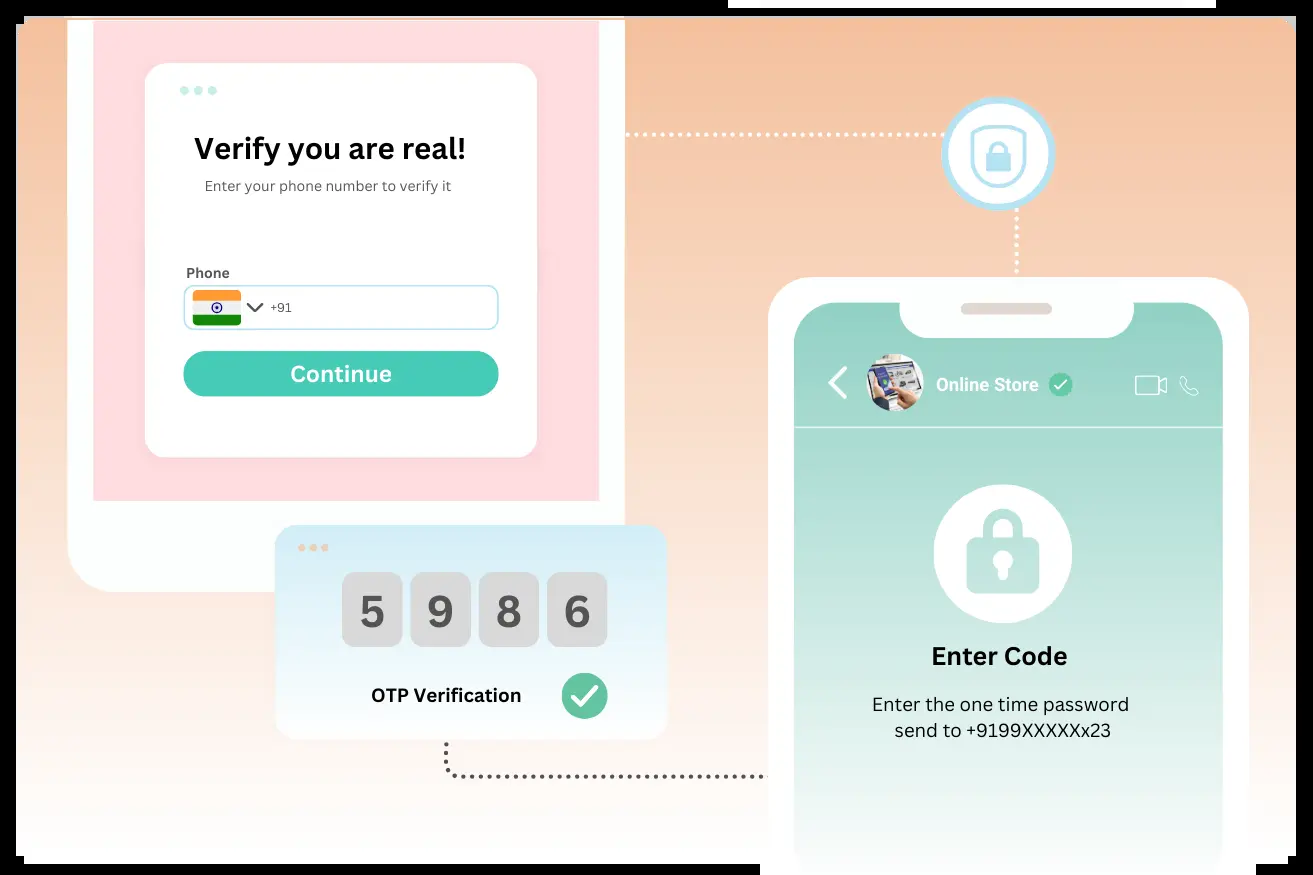 Verify you are real!
Enter your phone number to verify it
Phone
+91
Continue
5 9 8 6
OTP Verification
Online Store
Enter Code
Enter the one time password
send to +9199XXXXXx23